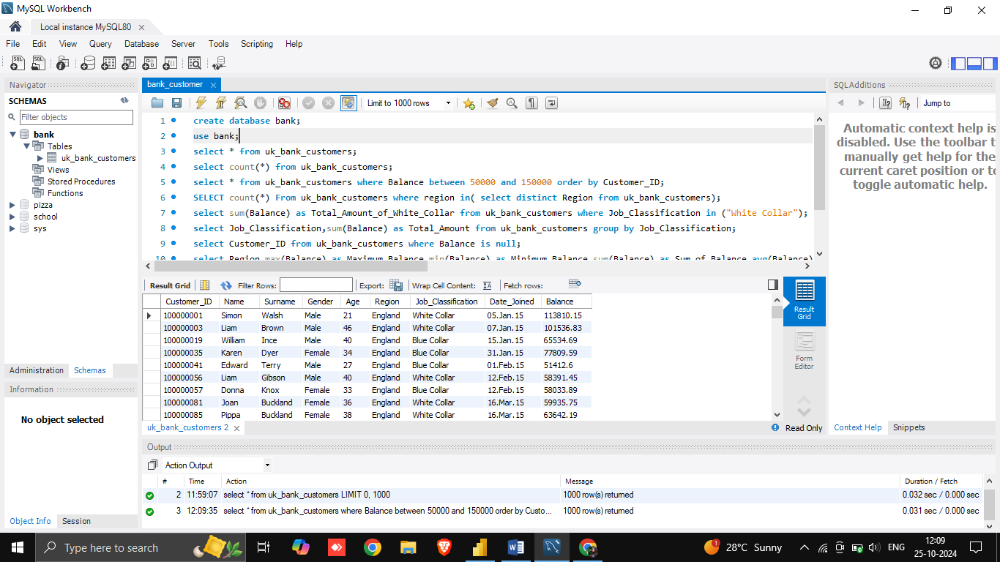 MySQL Workbench
Local instance MySQL80
File Edit View Query Database Server Tools Scripting Help
Navigator
SCHEMAS
Filter objects
bank
Tables
uk_bank_customers
Views
Stored Procedures
Functions
pizza
school
sys
Administration Schemas
Information
No object selected
Object Info Session
bank_customer
Limit to 1000 rows
1 create database bank;
2 use bank;
3 select * from uk_bank_customers;
4 select count(*) from uk_bank_customers;
5 select * from uk_bank_customers where Balance between 50000 and 150000 order by Customer_ID;
6 SELECT count(*) From uk_bank_customers where region in( select distinct Region from uk_bank_customers);
7 select sum(Balance) as Total_Amount_of_White_Collar from uk_bank_customers where Job_Classification in ("White Collar");
8 select Job_Classification,sum(Balance) as Total_Amount from uk_bank_customers group by Job_Classification;
9 select Customer_ID from uk_bank_customers where Balance is null;
10 select Region,max(Balance) as Maximum_Balance,min(Balance) as Minimum_Balance,sum(Balance) as Sum_of_Balance,avg(Balance)
Result Grid Filter Rows: Export: Wrap Cell Content: Fetch rows:
Customer_ID Name Surname Gender Age Region Job_Classification Date_Joined Balance
100000001 Simon Walsh Male 21 England White Collar 05.Jan.15 113810.15
100000003 Liam Brown Male 46 England White Collar 07.Jan.15 101536.83
100000019 William Ince Male 40 England Blue Collar 15.Jan.15 65534.69
100000035 Karen Dyer Female 34 England Blue Collar 31.Jan.15 77809.59
100000041 Edward Terry Male 27 England Blue Collar 01.Feb.15 51412.6
100000056 Liam Gibson Male 40 England White Collar 12.Feb.15 58391.45
100000057 Donna Knox Female 33 England Blue Collar 12.Feb.15 58033.89
100000081 Joan Buckland Female 36 England White Collar 16.Mar.15 59935.75
100000085 Pippa Buckland Female 38 England White Collar 16.Mar.15 63642.19
Result
Grid
Form
Editor
uk_bank_customers 2
Read Only
Output
Action Output
# Time Action Message Duration / Fetch
2 11:59:07 select * from uk_bank_customers LIMIT 0, 1000 1000 row(s) returned 0.032 sec / 0.000 sec
3 12:09:35 select * from uk_bank_customers where Balance between 50000 and 150000 order by Custo... 1000 row(s) returned 0.031 sec / 0.000 sec
SQLAdditions
Jump to
Automatic context help is
disabled. Use the toolbar t
manually get help for the
current caret position or to
toggle automatic help.
Context Help Snippets
Type here to search
28°C Sunny
ENG
12:09
25-10-2024